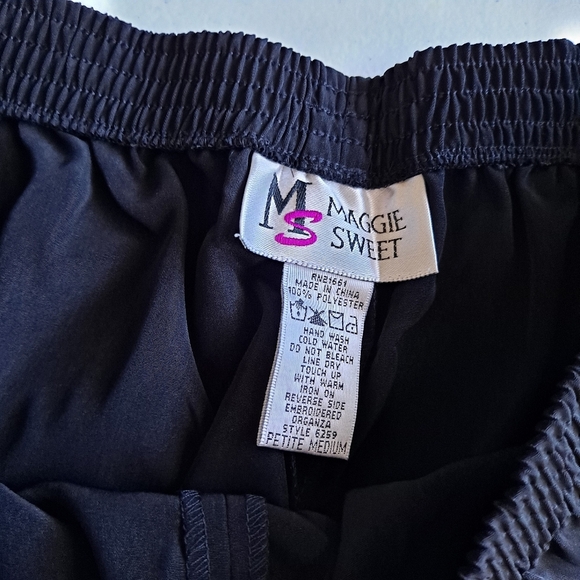 MS MAGGIE
SWEET
RN21661
MADE IN CHINA
100% POLYESTER
HAND WASH
COLD WATER
DO NOT BLEACH
LINE DRY
TOUCH UP
WITH WARM
IRON ON
REVERSE SIDE
EMBROIDERED
ORGANZA
STYLE 6259
PETITE MEDIUM